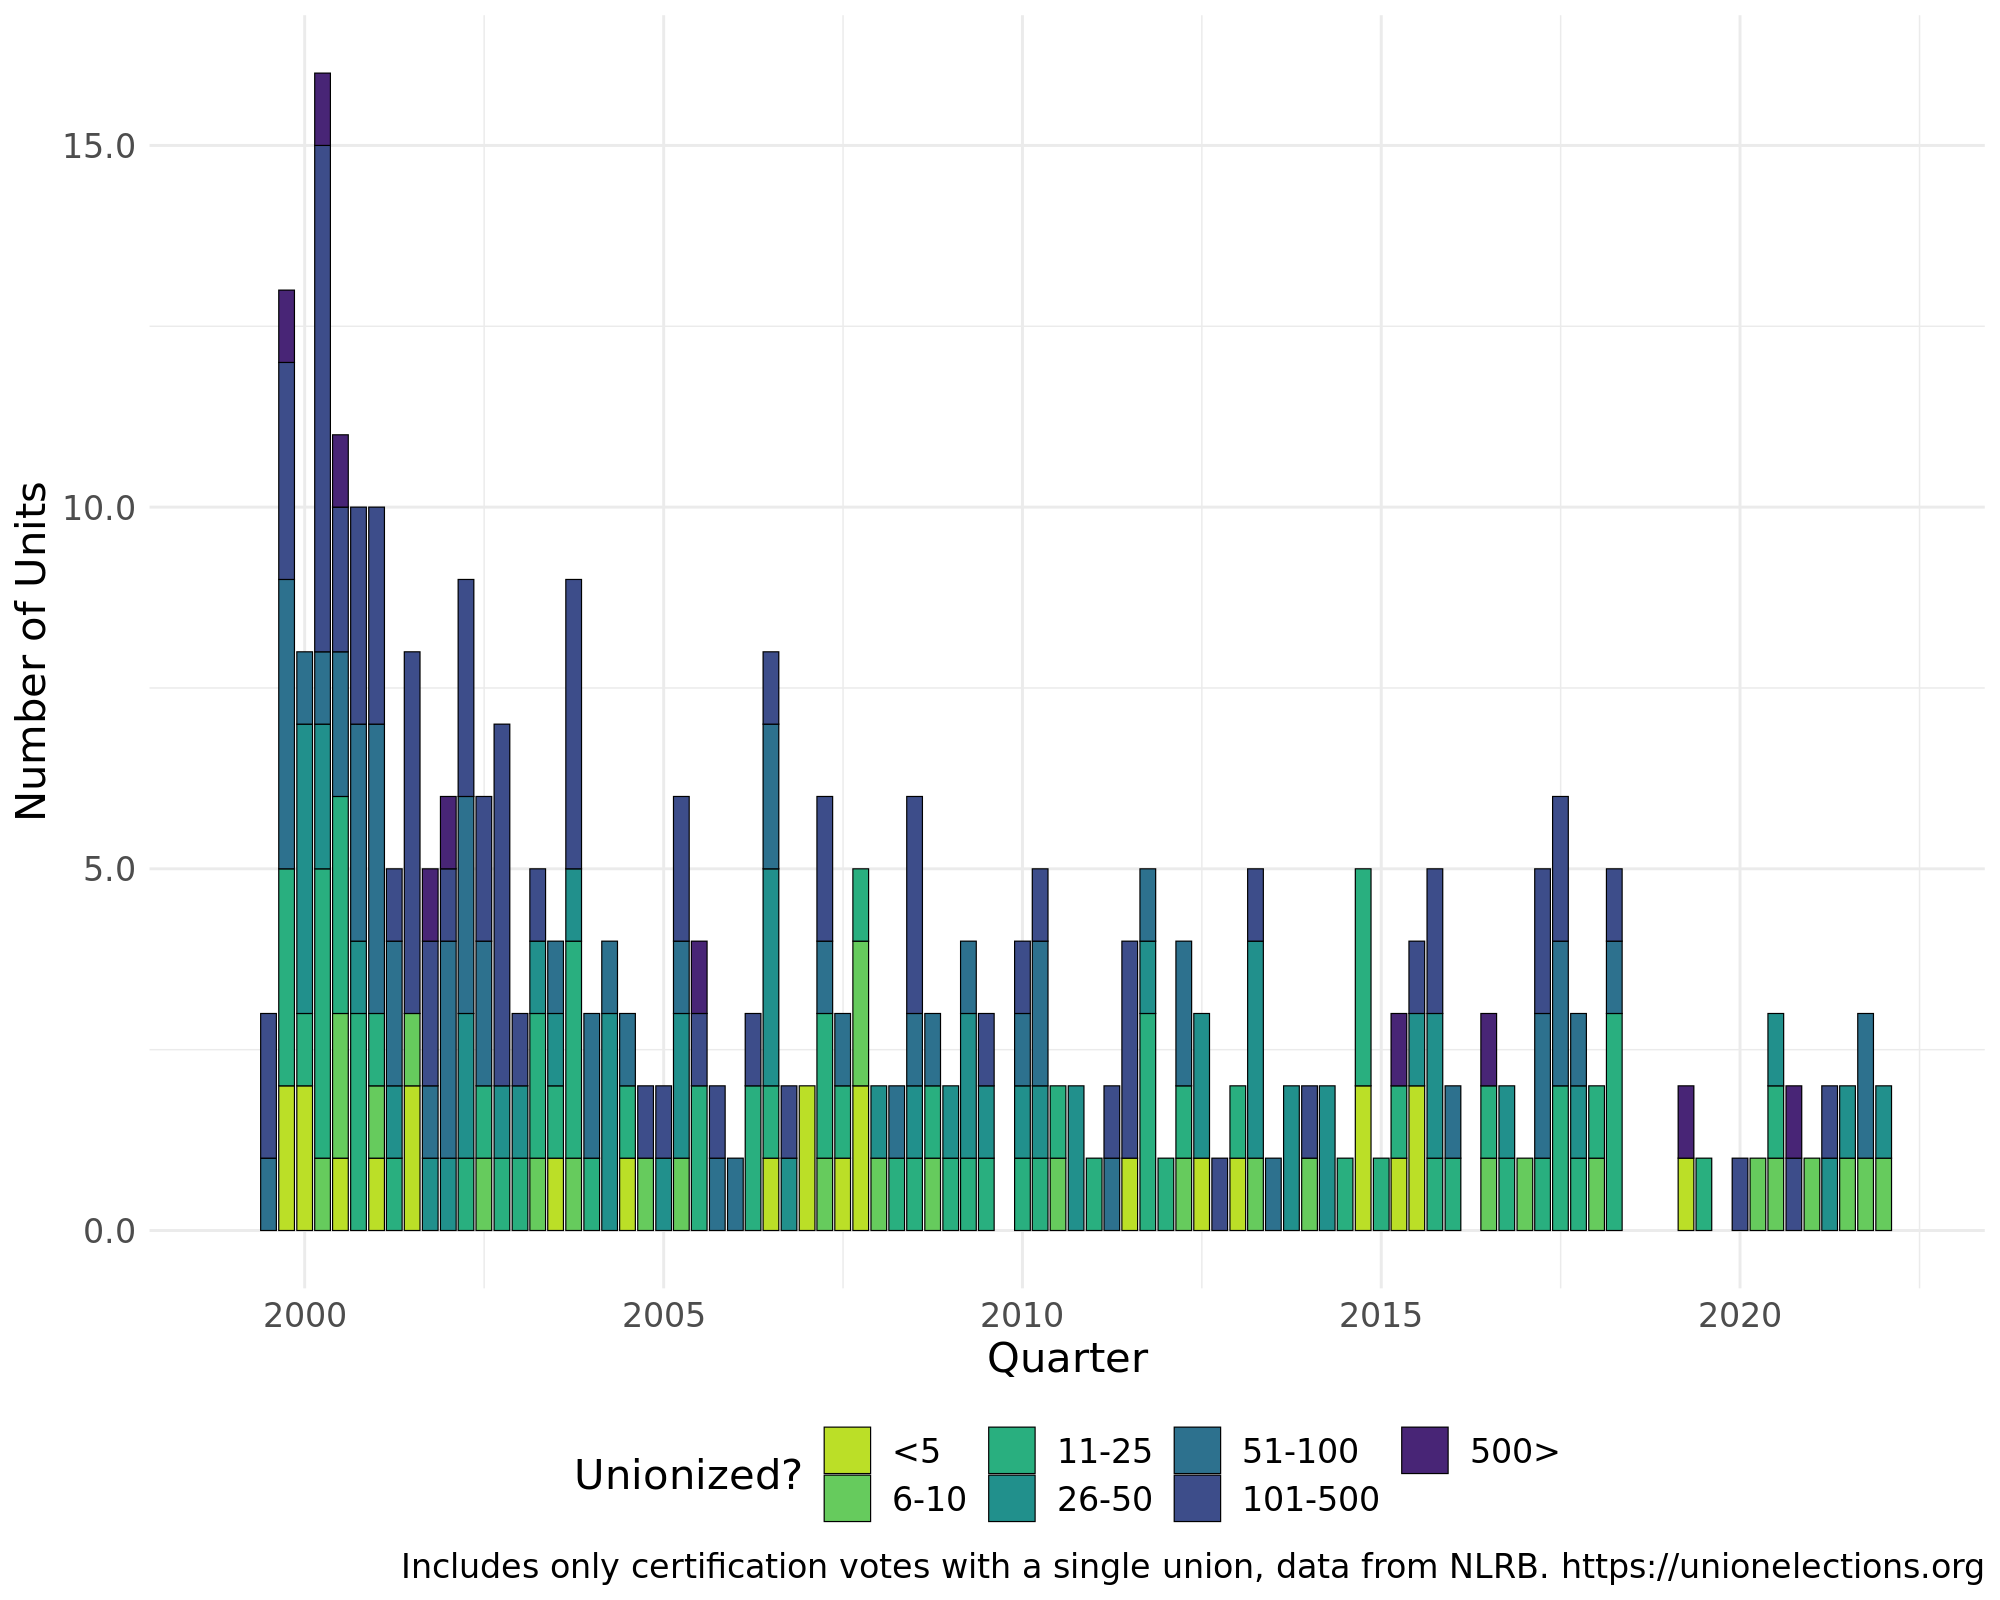 15.0
10.0
5.0
0.0
Number of Units
2000 2005 2010 2015 2020
Quarter
Unionized?
<5 11-25 51-100 500>
6-10 26-50 101-500
Includes only certification votes with a single union, data from NLRB. https://unionelections.org